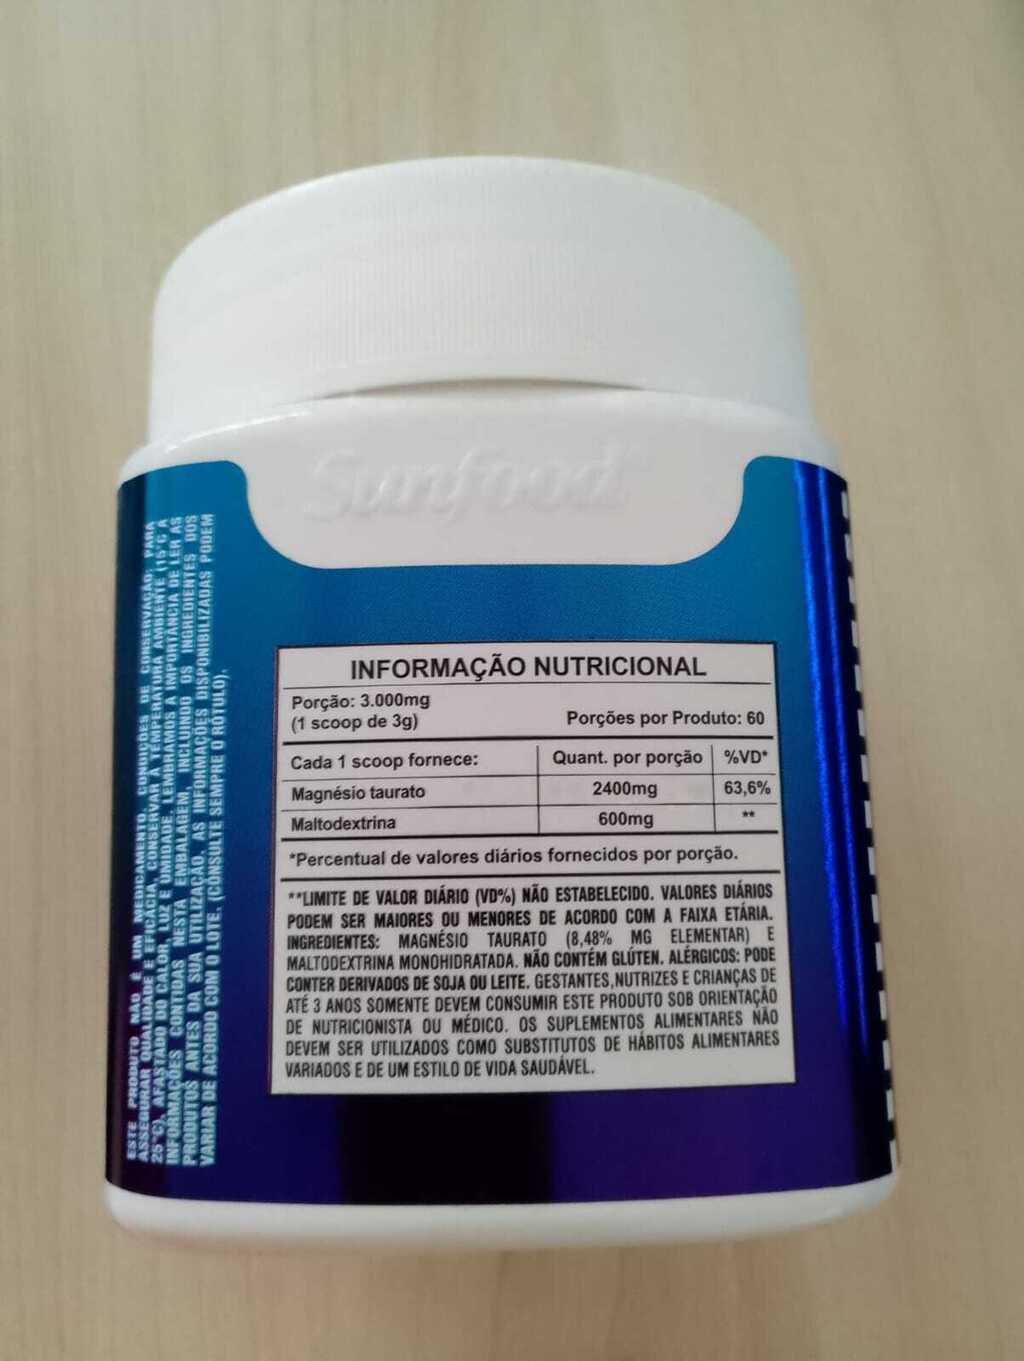 Sunfood
INFORMAÇÃO NUTRICIONAL
Porção: 3.000mg
(1 scoop de 3g)
Porções por Produto: 60
Cada 1 scoop fornece:
Quant. por porção
%VD*
Magnésio taurato
2400mg
63,6%
Maltodextrina
600mg
**
*Percentual de valores diários fornecidos por porção.
**LIMITE DE VALOR DIÁRIO (VD%) NÃO ESTABELECIDO. VALORES DIÁRIOS
PODEM SER MAIORES OU MENORES DE ACORDO COM A FAIXA ETÁRIA.
INGREDIENTES: MAGNÉSIO TAURATO (8,48% MG ELEMENTAR) E
MALTODEXTRINA MONOHIDRATADA. NÃO CONTÉM GLÚTEN. ALÉRGICOS: PODE
CONTER DERIVADOS DE SOJA OU LEITE. GESTANTES,NUTRIZES E CRIANÇAS DE
ATÉ 3 ANOS SOMENTE DEVEM CONSUMIR ESTE PRODUTO SOB ORIENTAÇÃO
DE NUTRICIONISTA OU MÉDICO. OS SUPLEMENTOS ALIMENTARES NÃO
DEVEM SER UTILIZADOS COMO SUBSTITUTOS DE HÁBITOS ALIMENTARES
VARIADOS E DE UM ESTILO DE VIDA SAUDÁVEL.
ESTE PRODUTO NÃO É UM MEDICAMENTO. CONDIÇÕES DE CONSERVAÇÃO: PARA
ASSEGURAR QUALIDADE E EFICÁCIA, CONSERVAR À TEMPERATURA AMBIENTE (15°C A
25°C), AFASTADO DO CALOR, LUZ E UMIDADE. LEMBRAMOS A IMPORTÂNCIA DE LER AS
INFORMAÇÕES CONTIDAS NESTA EMBALAGEM, INCLUINDO OS INGREDIENTES DOS
PRODUTOS ANTES DA SUA UTILIZAÇÃO. AS INFORMAÇÕES DISPONIBILIZADAS PODEM
VARIAR DE ACORDO COM O LOTE. (CONSULTE SEMPRE O RÓTULO).